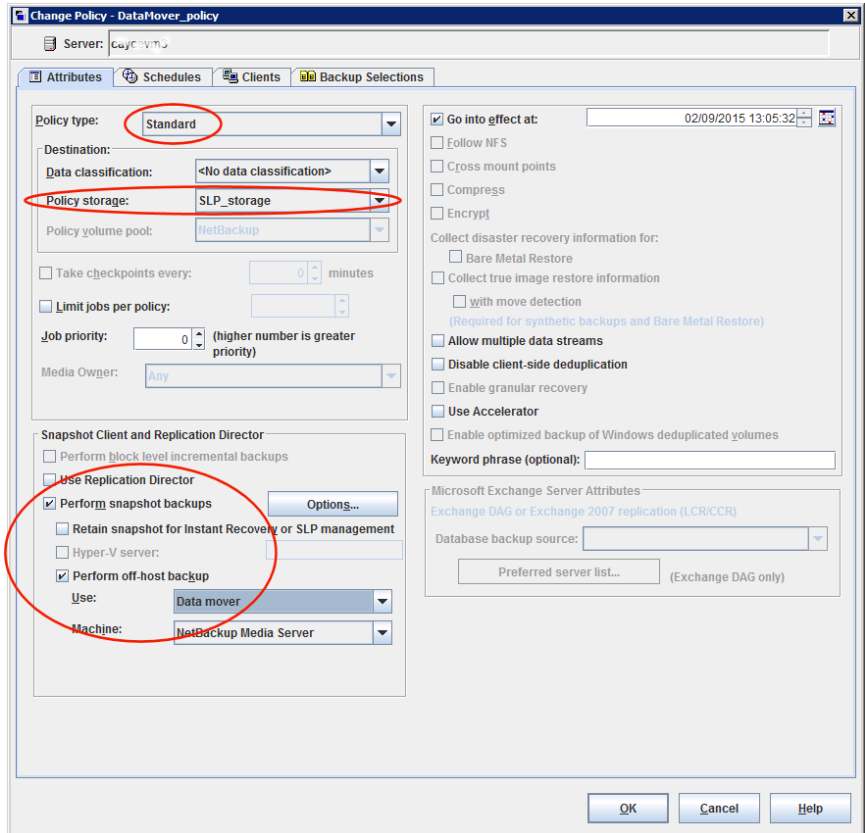 Change Policy - DataMover_policy
Server:
Attributes
Schedules
Clients
Backup Selections
Policy type:
Standard
Destination:
Data classification:
<No data classification>
Policy storage:
SLP_storage
Policy volume pool:
NetBackup
Take checkpoints every:
0
minutes
Limit jobs per policy:
Job priority:
0
(higher number is greater
priority)
Media Owner:
Any
Snapshot Client and Replication Director
Perform block level incremental backups
Use Replication Director
Perform snapshot backups
Options...
Retain snapshot for Instant Recovery or SLP management
Hyper-V server:
Perform off-host backup
Use:
Data mover
Machine:
NetBackup Media Server
Go into effect at:
02/09/2015 13:05:32
Follow NFS
Cross mount points
Compress
Encrypt
Collect disaster recovery information for:
Bare Metal Restore
Collect true image restore information
with move detection
(Required for synthetic backups and Bare Metal Restore)
Allow multiple data streams
Disable client-side deduplication
Enable granular recovery
Use Accelerator
Enable optimized backup of Windows deduplicated volumes
Keyword phrase (optional):
Microsoft Exchange Server Attributes
Exchange DAG or Exchange 2007 replication (LCR/CCR)
Database backup source:
Preferred server list...
(Exchange DAG only)
OK
Cancel
Help